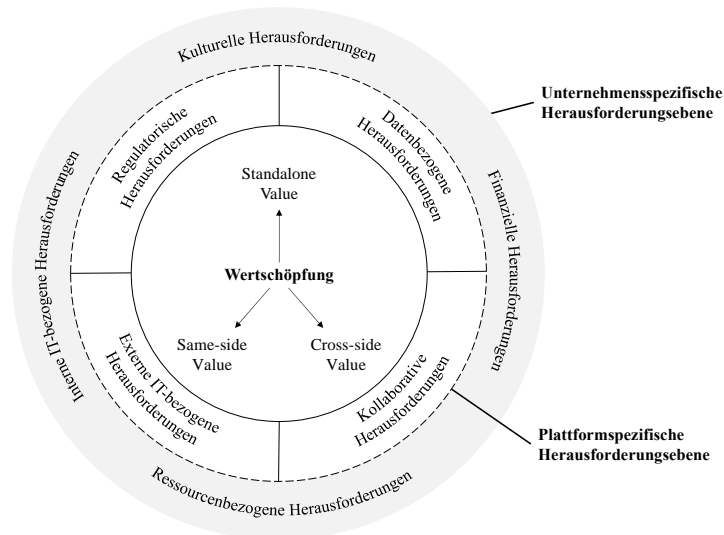 Kulturelle Herausforderungen
Unternehmensspezifische
Herausforderungsebene
Regulatorische
Herausforderungen
Datenbezogene
Herausforderungen
Standalone
Value
Interne IT-bezogene Herausforderungen
Finanzielle Herausforderungen
Wertschöpfung
Same-side
Value
Cross-side
Value
Externe IT-bezogene
Herausforderungen
Kollaborative
Herausforderungen
Plattformspezifische
Herausforderungsebene
Ressourcenbezogene Herausforderungen